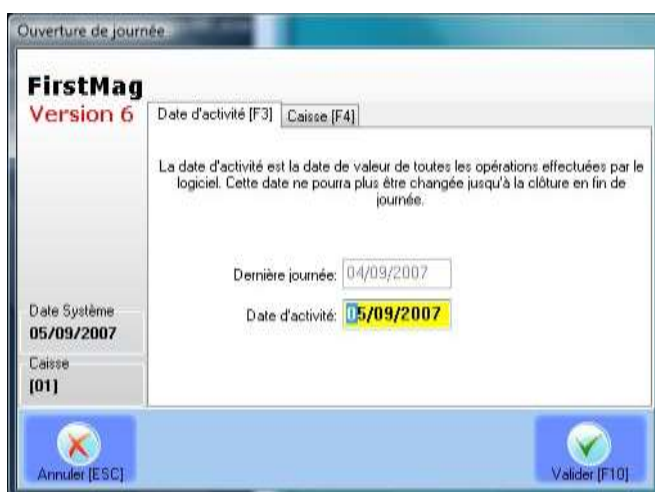 Ouverture de journée
FirstMag
Version 6
Date d'activité [F3]
Caisse [F4]
La date d'activité est la date de valeur de toutes les opérations effectuées par le
logiciel. Cette date ne pourra plus être changée jusqu'à la clôture en fin de
journée.
Dernière journée: 04/09/2007
Date d'activité: 05/09/2007
Date Système
05/09/2007
Caisse
[01]
Annuler [ESC]
Valider [F10]